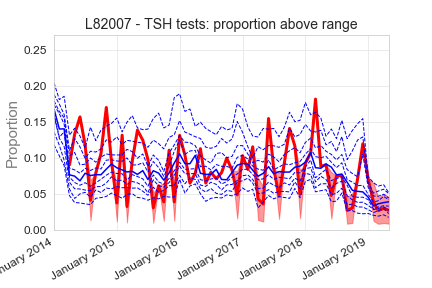 L82007 - TSH tests: proportion above range
Proportion
0.25
0.20
0.15
0.10
0.05
0.00
January 2015
January 2016
January 2017
January 2018
January 2019